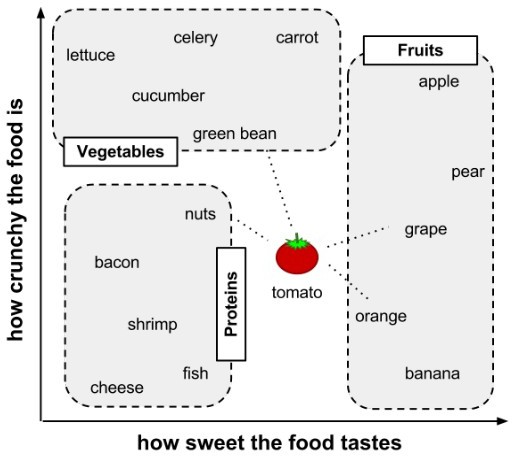 how crunchy the food is
lettuce
celery
carrot
cucumber
green bean
Vegetables
Fruits
apple
pear
grape
orange
banana
nuts
bacon
shrimp
fish
cheese
Proteins
tomato
how sweet the food tastes